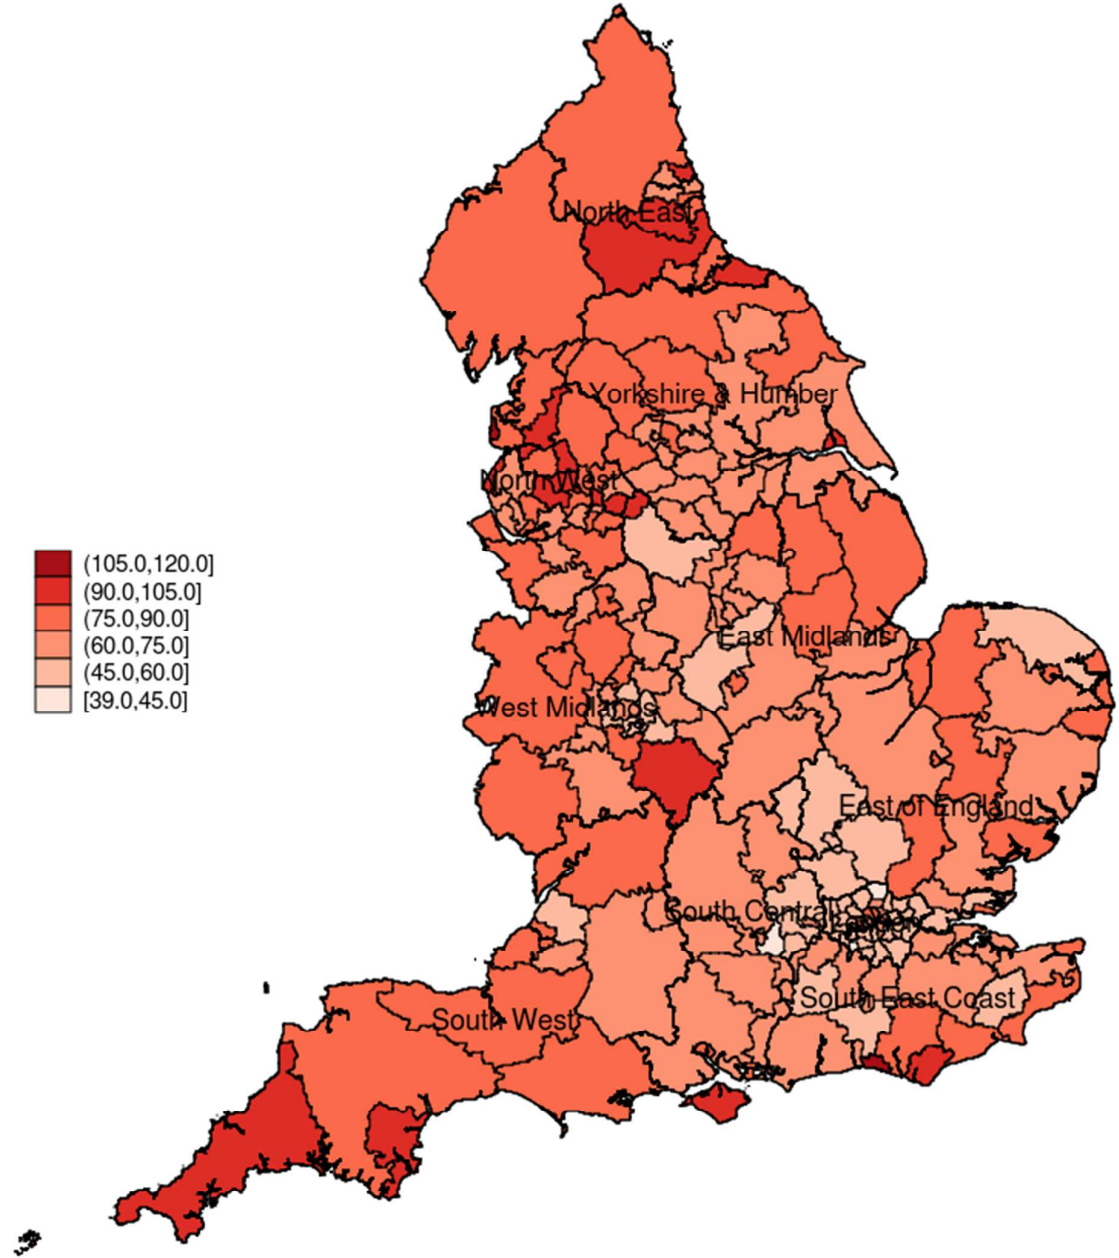 North East
Yorkshire & Humber
North West
(105.0,120.0]
(90.0,105.0]
(75.0,90.0]
(60.0,75.0]
(45.0,60.0]
[39.0,45.0]
East Midlands
West Midlands
East of England
South Central
London
South East Coast
South West